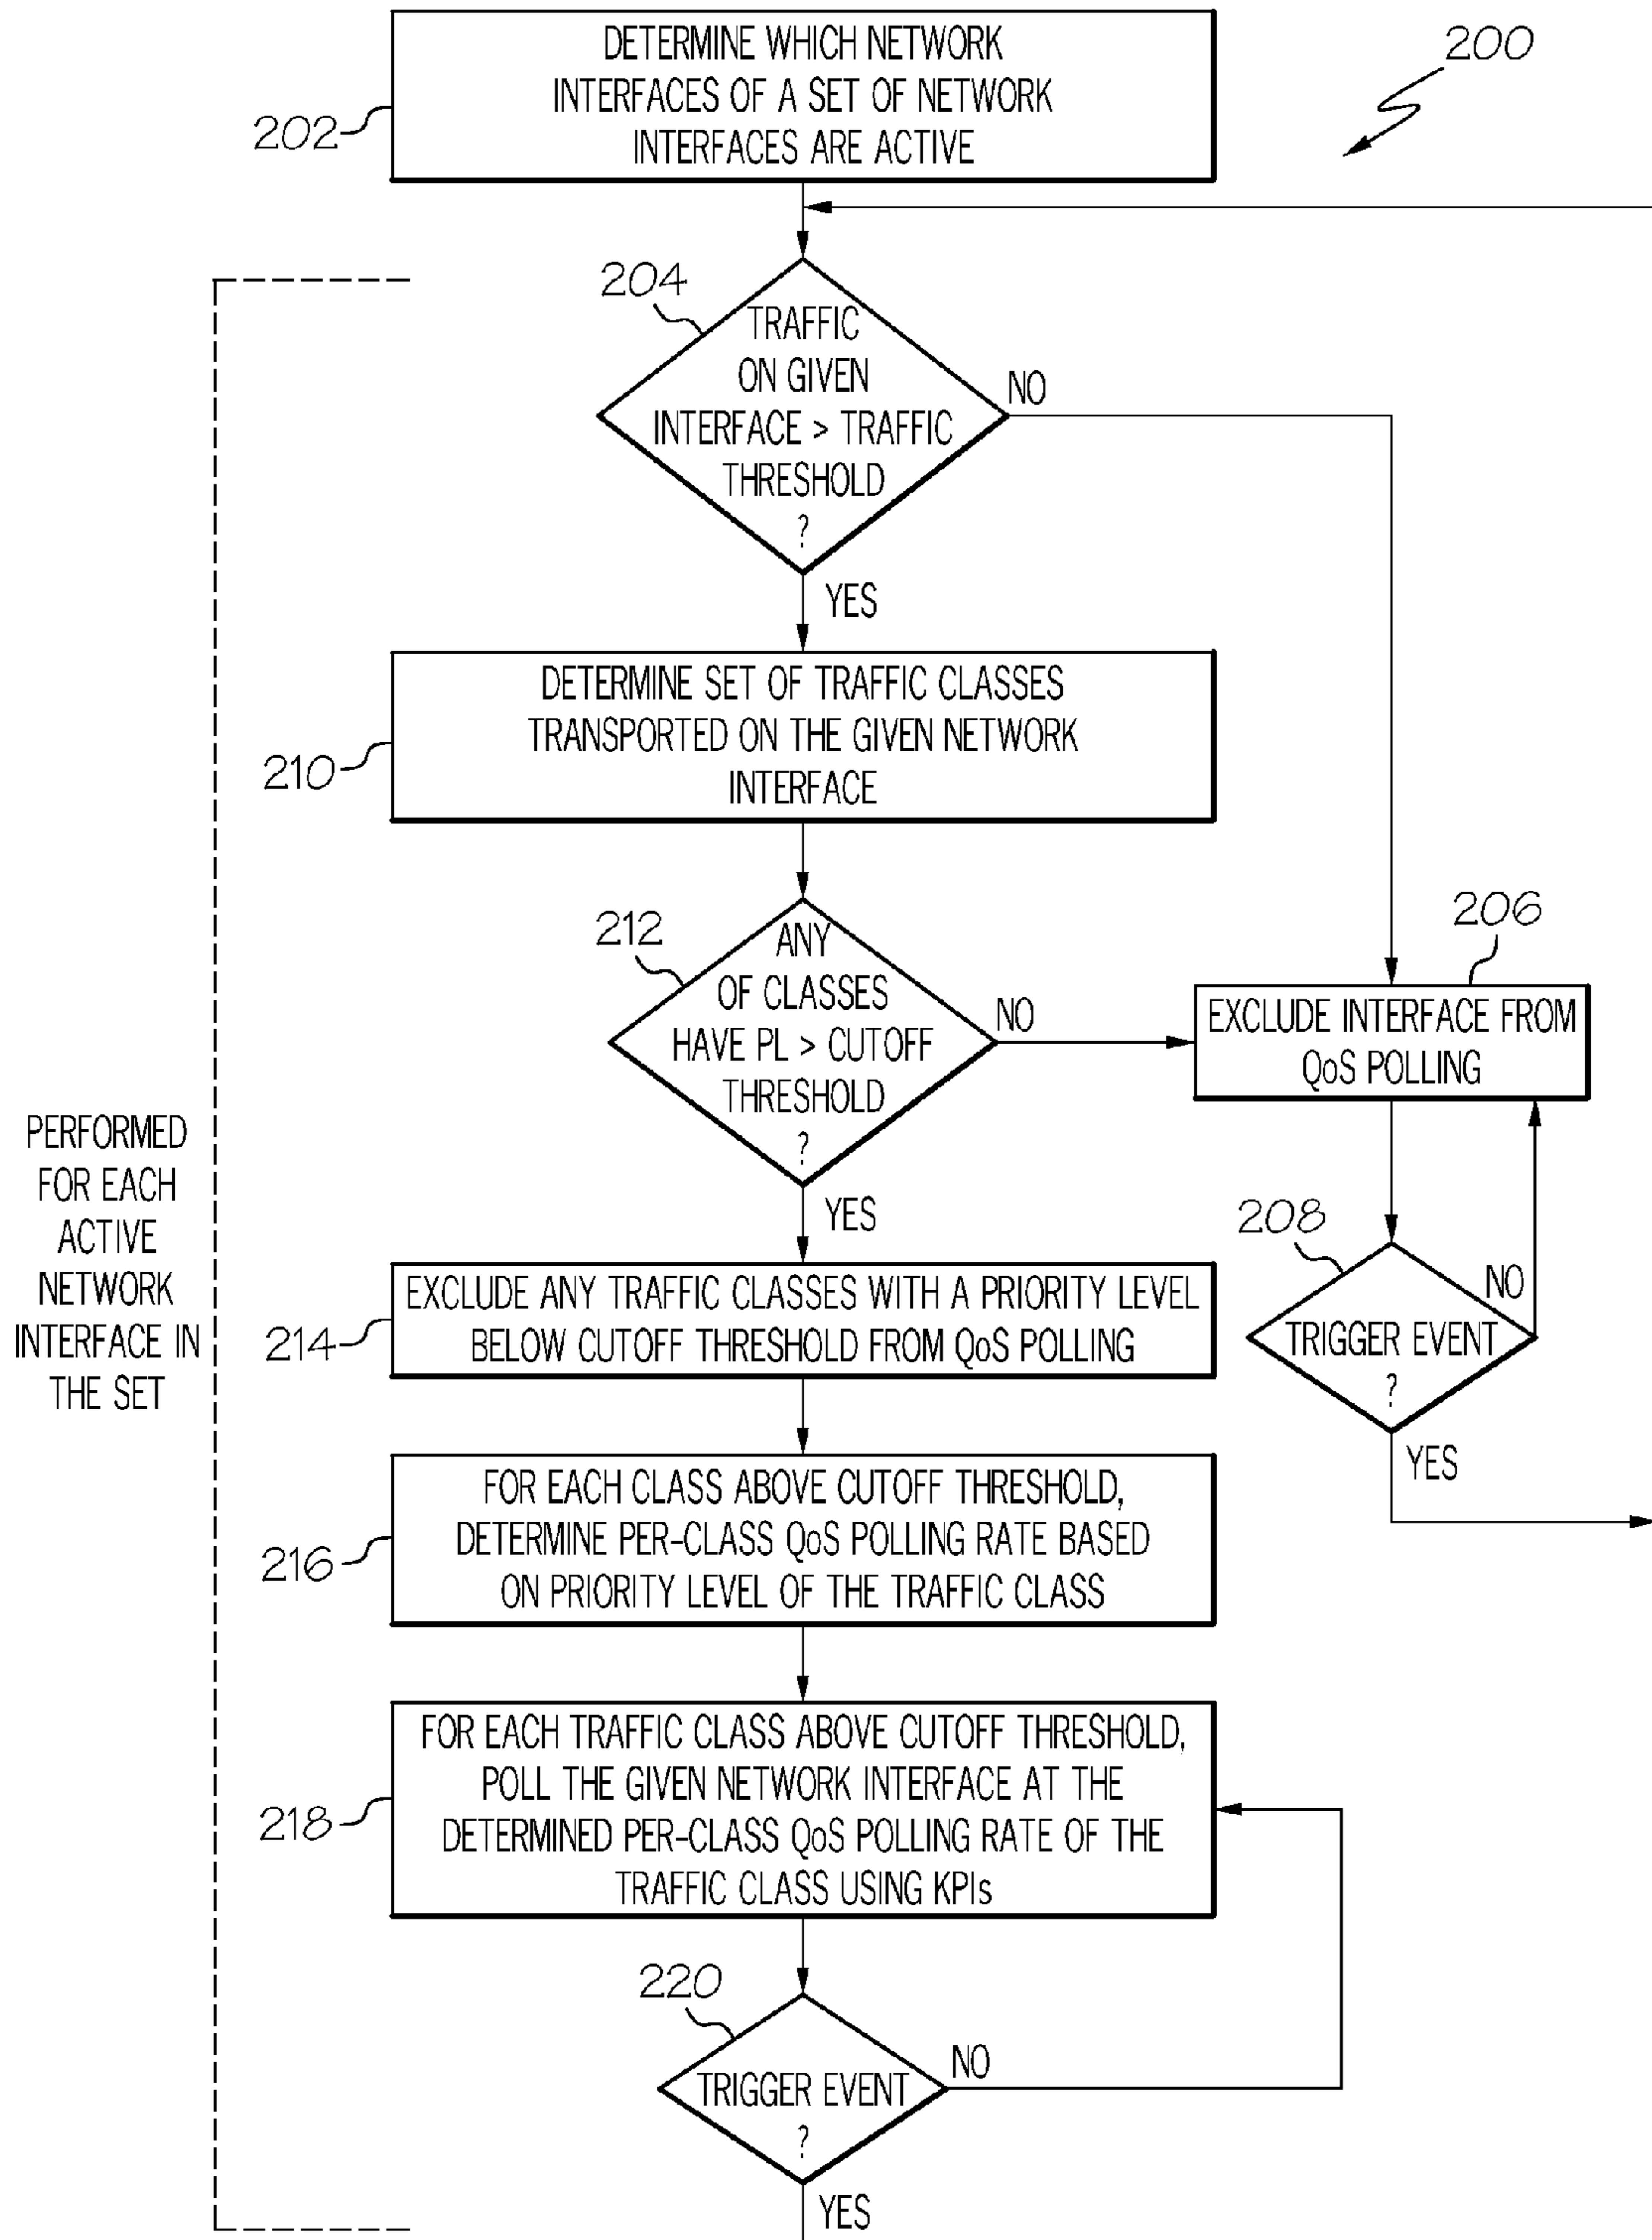 DETERMINE WHICH NETWORK
INTERFACES OF A SET OF NETWORK
INTERFACES ARE ACTIVE
202
200
204
TRAFFIC
ON GIVEN
INTERFACE > TRAFFIC
THRESHOLD
?
NO
YES
DETERMINE SET OF TRAFFIC CLASSES
TRANSPORTED ON THE GIVEN NETWORK
INTERFACE
210
212
ANY
OF CLASSES
HAVE PL > CUTOFF
THRESHOLD
?
NO
YES
206
EXCLUDE INTERFACE FROM
QoS POLLING
208
TRIGGER EVENT
?
NO
YES
PERFORMED
FOR EACH
ACTIVE
NETWORK
INTERFACE IN
THE SET
EXCLUDE ANY TRAFFIC CLASSES WITH A PRIORITY LEVEL
BELOW CUTOFF THRESHOLD FROM QoS POLLING
214
FOR EACH CLASS ABOVE CUTOFF THRESHOLD,
DETERMINE PER-CLASS QoS POLLING RATE BASED
ON PRIORITY LEVEL OF THE TRAFFIC CLASS
216
FOR EACH TRAFFIC CLASS ABOVE CUTOFF THRESHOLD,
POLL THE GIVEN NETWORK INTERFACE AT THE
DETERMINED PER-CLASS QoS POLLING RATE OF THE
TRAFFIC CLASS USING KPIs
218
220
TRIGGER EVENT
?
NO
YES